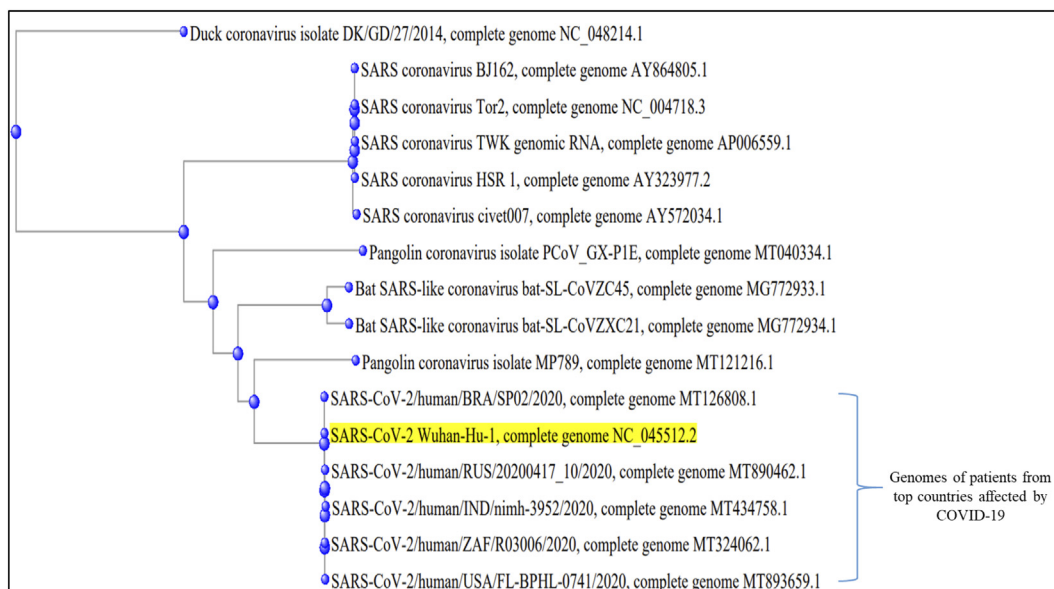 Duck coronavirus isolate DK/GD/27/2014, complete genome NC_048214.1
SARS coronavirus BJ162, complete genome AY864805.1
SARS coronavirus Tor2, complete genome NC_004718.3
SARS coronavirus TWK genomic RNA, complete genome AP006559.1
SARS coronavirus HSR 1, complete genome AY323977.2
SARS coronavirus civet007, complete genome AY572034.1
Pangolin coronavirus isolate PCoV_GX-P1E, complete genome MT040334.1
Bat SARS-like coronavirus bat-SL-CoVZC45, complete genome MG772933.1
Bat SARS-like coronavirus bat-SL-CoVZXC21, complete genome MG772934.1
Pangolin coronavirus isolate MP789, complete genome MT121216.1
SARS-CoV-2/human/BRA/SP02/2020, complete genome MT126808.1
SARS-CoV-2 Wuhan-Hu-1, complete genome NC_045512.2
SARS-CoV-2/human/RUS/20200417_10/2020, complete genome MT890462.1
SARS-CoV-2/human/IND/nimh-3952/2020, complete genome MT434758.1
SARS-CoV-2/human/ZAF/R03006/2020, complete genome MT324062.1
SARS-CoV-2/human/USA/FL-BPHL-0741/2020, complete genome MT893659.1
Genomes of patients from
top countries affected by
COVID-19